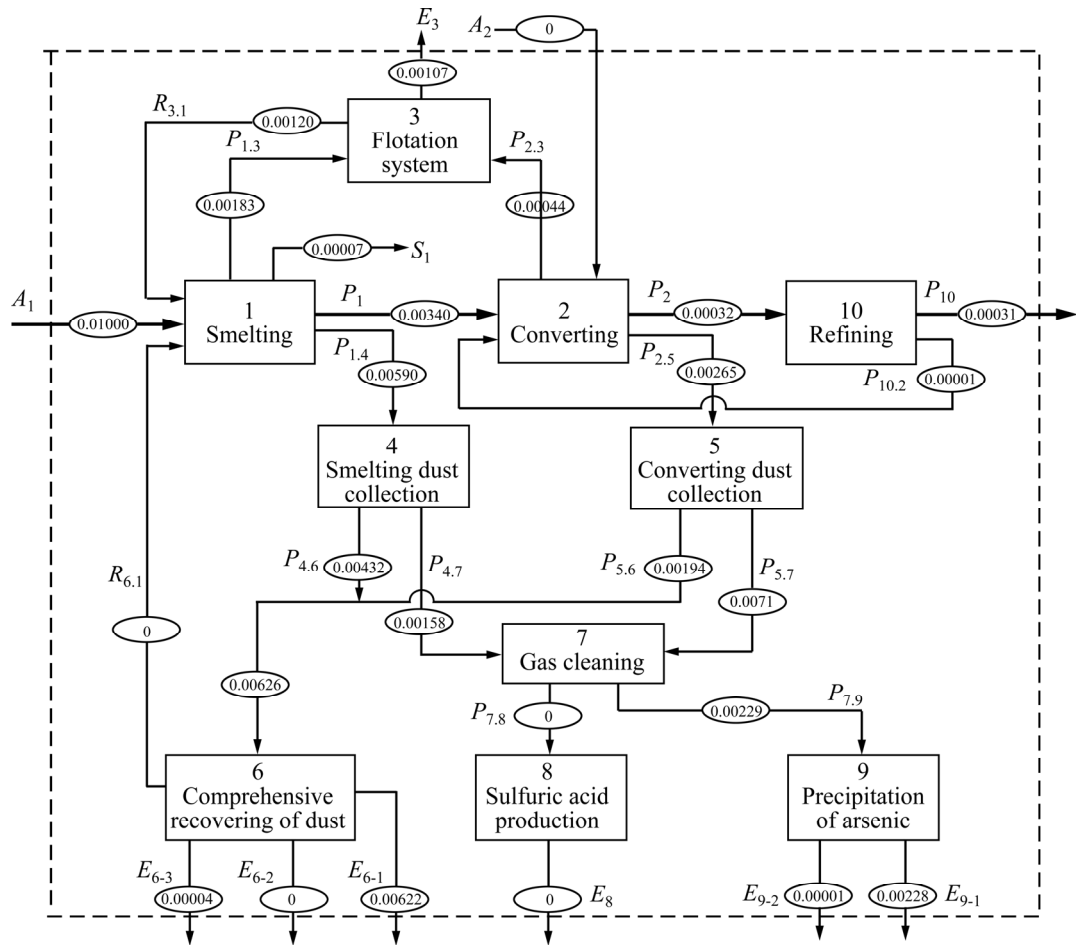 E3
A2
0
0.00107
R3.1
0.00120
3
Flotation
system
P1.3
P2.3
0.00183
0.00044
0.00007
S1
A1
0.01000
1
Smelting
P1
0.00340
2
Converting
P2
0.00032
10
Refining
P10
0.00031
P1.4
0.00590
P2.5
0.00265
P10.2
0.00001
4
Smelting dust
collection
5
Converting dust
collection
R6.1
0
P4.6
0.00432
P4.7
0.00158
P5.6
0.00194
P5.7
0.0071
7
Gas cleaning
0.00626
P7.8
0
0.00229
P7.9
6
Comprehensive
recovering of dust
8
Sulfuric acid
production
9
Precipitation
of arsenic
E6-3
0.00004
E6-2
0
E6-1
0.00622
0
E8
E9-2
0.00001
0.00228
E9-1